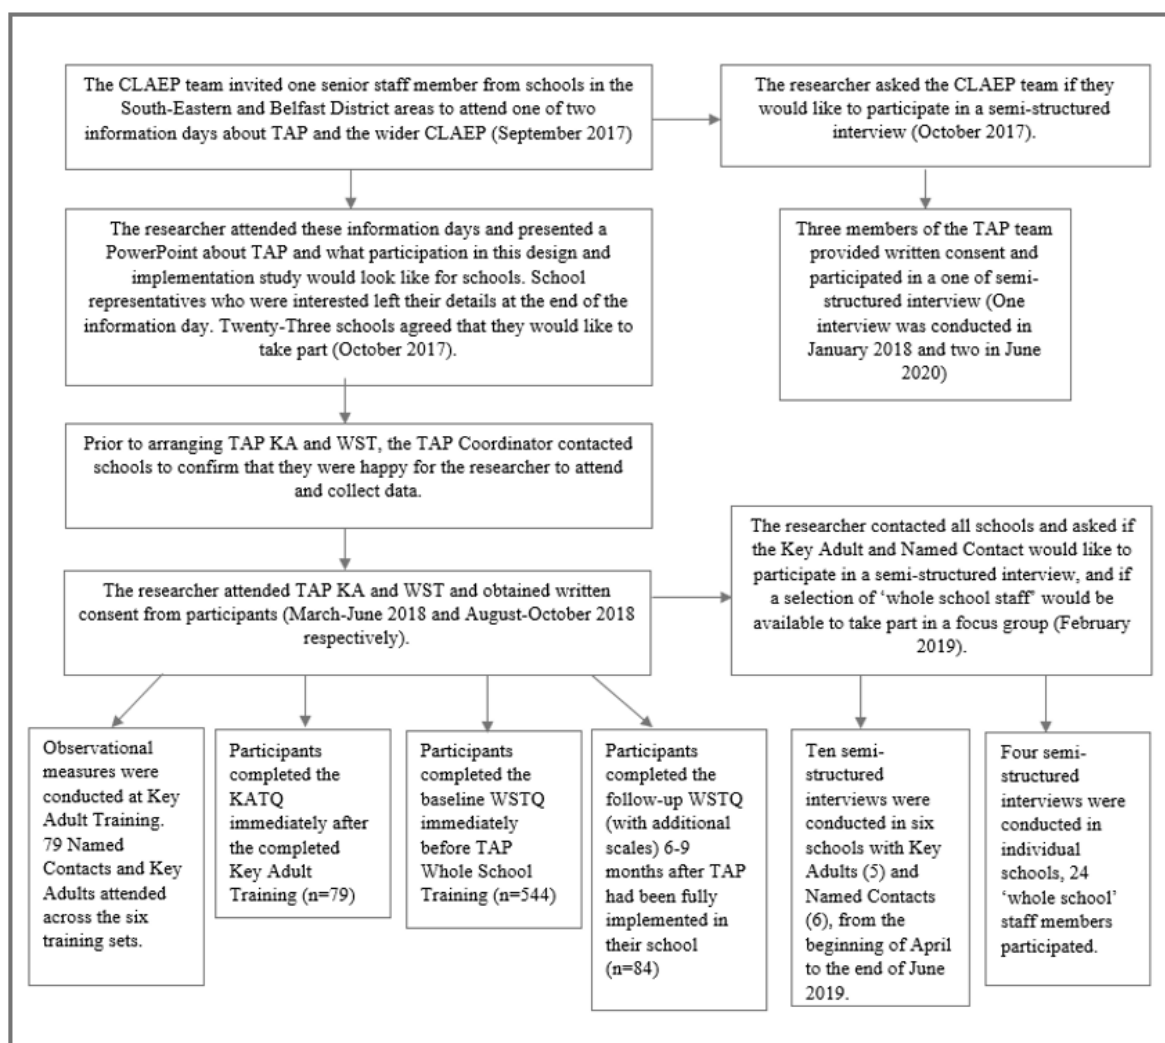 The CLAEP team invited one senior staff member from schools in the
South-Eastern and Belfast District areas to attend one of two
information days about TAP and the wider CLAEP (September 2017)
The researcher asked the CLAEP team if they
would like to participate in a semi-structured
interview (October 2017).
The researcher attended these information days and presented a
PowerPoint about TAP and what participation in this design and
implementation study would look like for schools. School
representatives who were interested left their details at the end of the
information day. Twenty-Three schools agreed that they would like to
take part (October 2017).
Three members of the TAP team
provided written consent and
participated in a one of semi-
structured interview (One
interview was conducted in
January 2018 and two in June
2020)
Prior to arranging TAP KA and WST, the TAP Coordinator contacted
schools to confirm that they were happy for the researcher to attend
and collect data.
The researcher attended TAP KA and WST and obtained written
consent from participants (March-June 2018 and August-October 2018
respectively).
The researcher contacted all schools and asked if
the Key Adult and Named Contact would like to
participate in a semi-structured interview, and if
a selection of ‘whole school staff’ would be
available to take part in a focus group (February
2019).
Observational
measures were
conducted at Key
Adult Training.
79 Named
Contacts and Key
Adults attended
across the six
training sets.
Participants
completed the
KATQ
immediately after
the completed
Key Adult
Training (n=79)
Participants
completed the
baseline WSTQ
immediately
before TAP
Whole School
Training (n=544)
Participants
completed the
follow-up WSTQ
(with additional
scales) 6-9
months after TAP
had been fully
implemented in
their school
(n=84)
Ten semi-
structured
interviews were
conducted in six
schools with Key
Adults (5) and
Named Contacts
(6), from the
beginning of April
to the end of June
2019.
Four semi-
structured
interviews were
conducted in
individual
schools, 24
‘whole school’
staff members
participated.